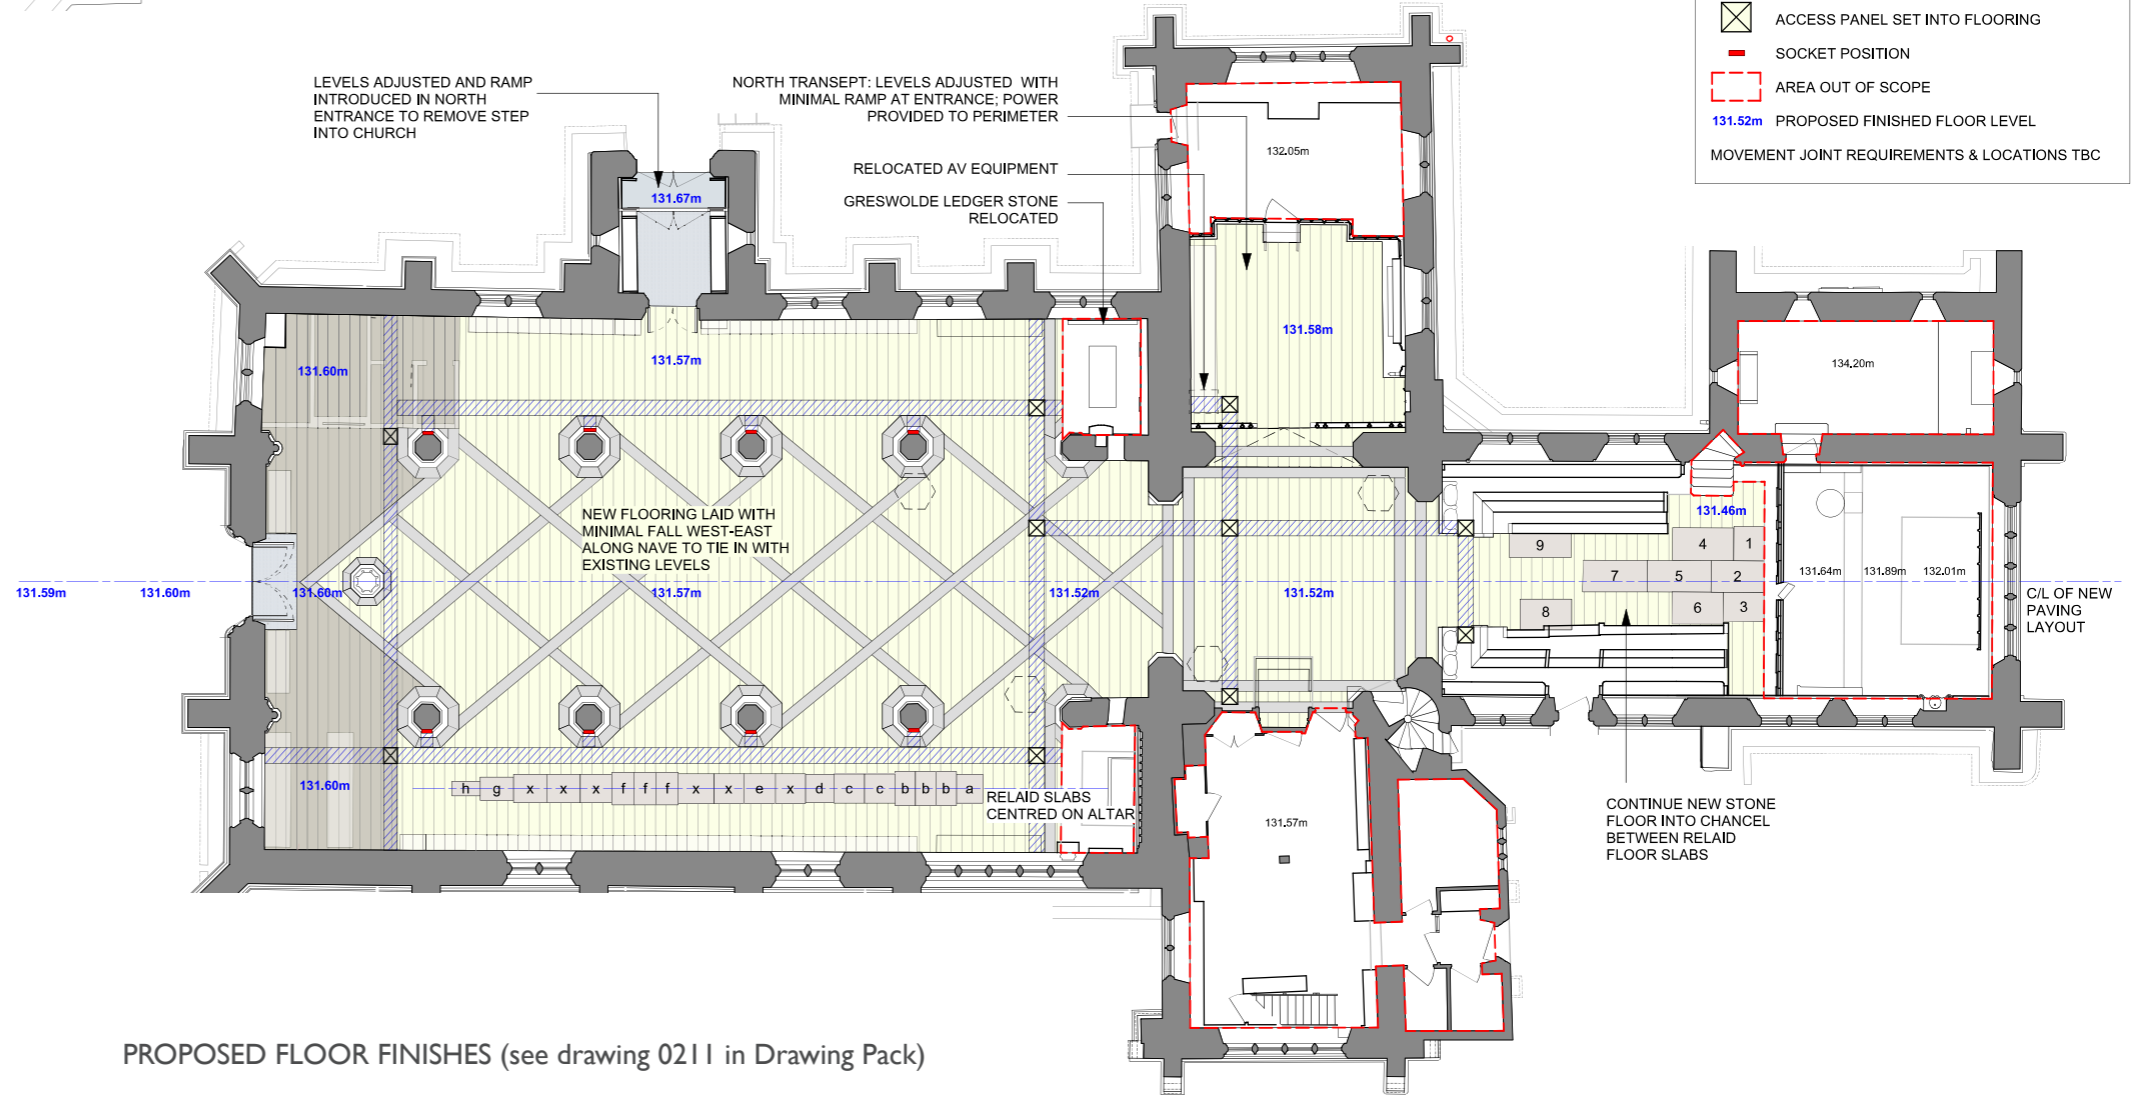 ACCESS PANEL SET INTO FLOORING
SOCKET POSITION
AREA OUT OF SCOPE
131.52m PROPOSED FINISHED FLOOR LEVEL
MOVEMENT JOINT REQUIREMENTS & LOCATIONS TBC
LEVELS ADJUSTED AND RAMP
INTRODUCED IN NORTH
ENTRANCE TO REMOVE STEP
INTO CHURCH
NORTH TRANSEPT: LEVELS ADJUSTED WITH
MINIMAL RAMP AT ENTRANCE; POWER
PROVIDED TO PERIMETER
RELOCATED AV EQUIPMENT
GRESWOLDE LEDGER STONE
RELOCATED
132.05m
131.67m
131.58m
131.57m
131.60m
134.20m
NEW FLOORING LAID WITH
MINIMAL FALL WEST-EAST
ALONG NAVE TO TIE IN WITH
EXISTING LEVELS
131.46m
9
4
1
7
5
2
8
6
3
131.64m
131.89m
132.01m
131.59m
131.60m
131.60m
131.57m
131.52m
131.52m
C/L OF NEW
PAVING
LAYOUT
131.60m
h g x x x f f f x x e x d c c b b b a
RELAID SLABS
CENTRED ON ALTAR
131.57m
CONTINUE NEW STONE
FLOOR INTO CHANCEL
BETWEEN RELAID
FLOOR SLABS
PROPOSED FLOOR FINISHES (see drawing 0211 in Drawing Pack)